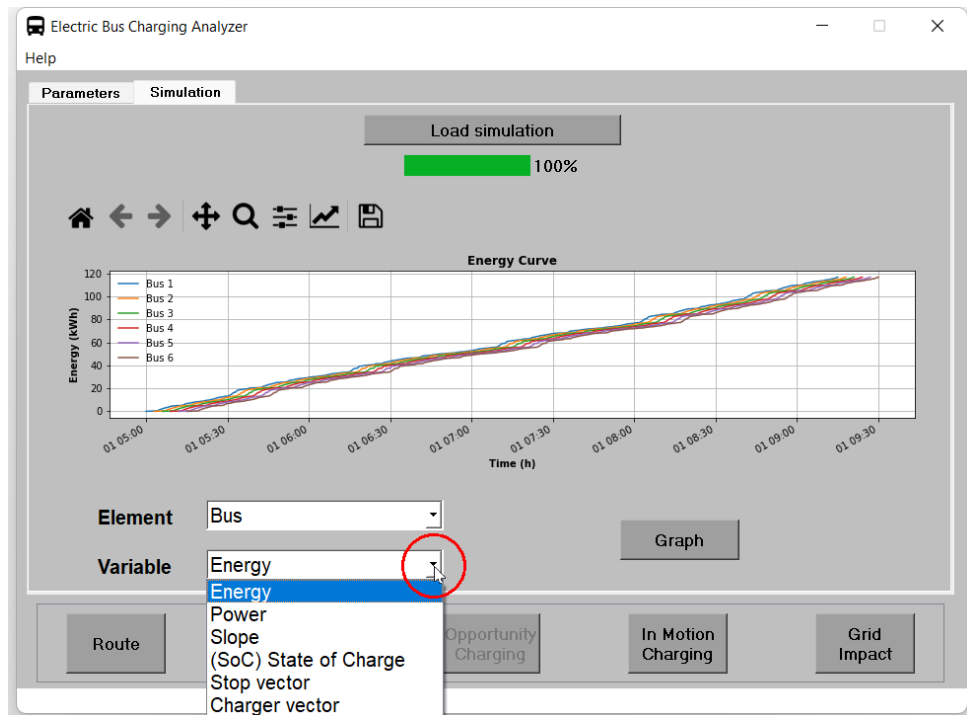 Electric Bus Charging Analyzer
Help
Parameters Simulation
Load simulation
100%
Energy Curve
120
100
80
60
40
20
0
Energy (kWh)
Bus 1
Bus 2
Bus 3
Bus 4
Bus 5
Bus 6
01 05:00 01 05:30 01 06:00 01 06:30 01 07:00 01 07:30 01 08:00 01 08:30 01 09:00 01 09:30
Time (h)
Element Bus
Graph
Variable Energy
Energy
Power
Slope
(SoC) State of Charge
Stop vector
Charger vector
Route
Opportunity
Charging
In Motion
Charging
Grid
Impact